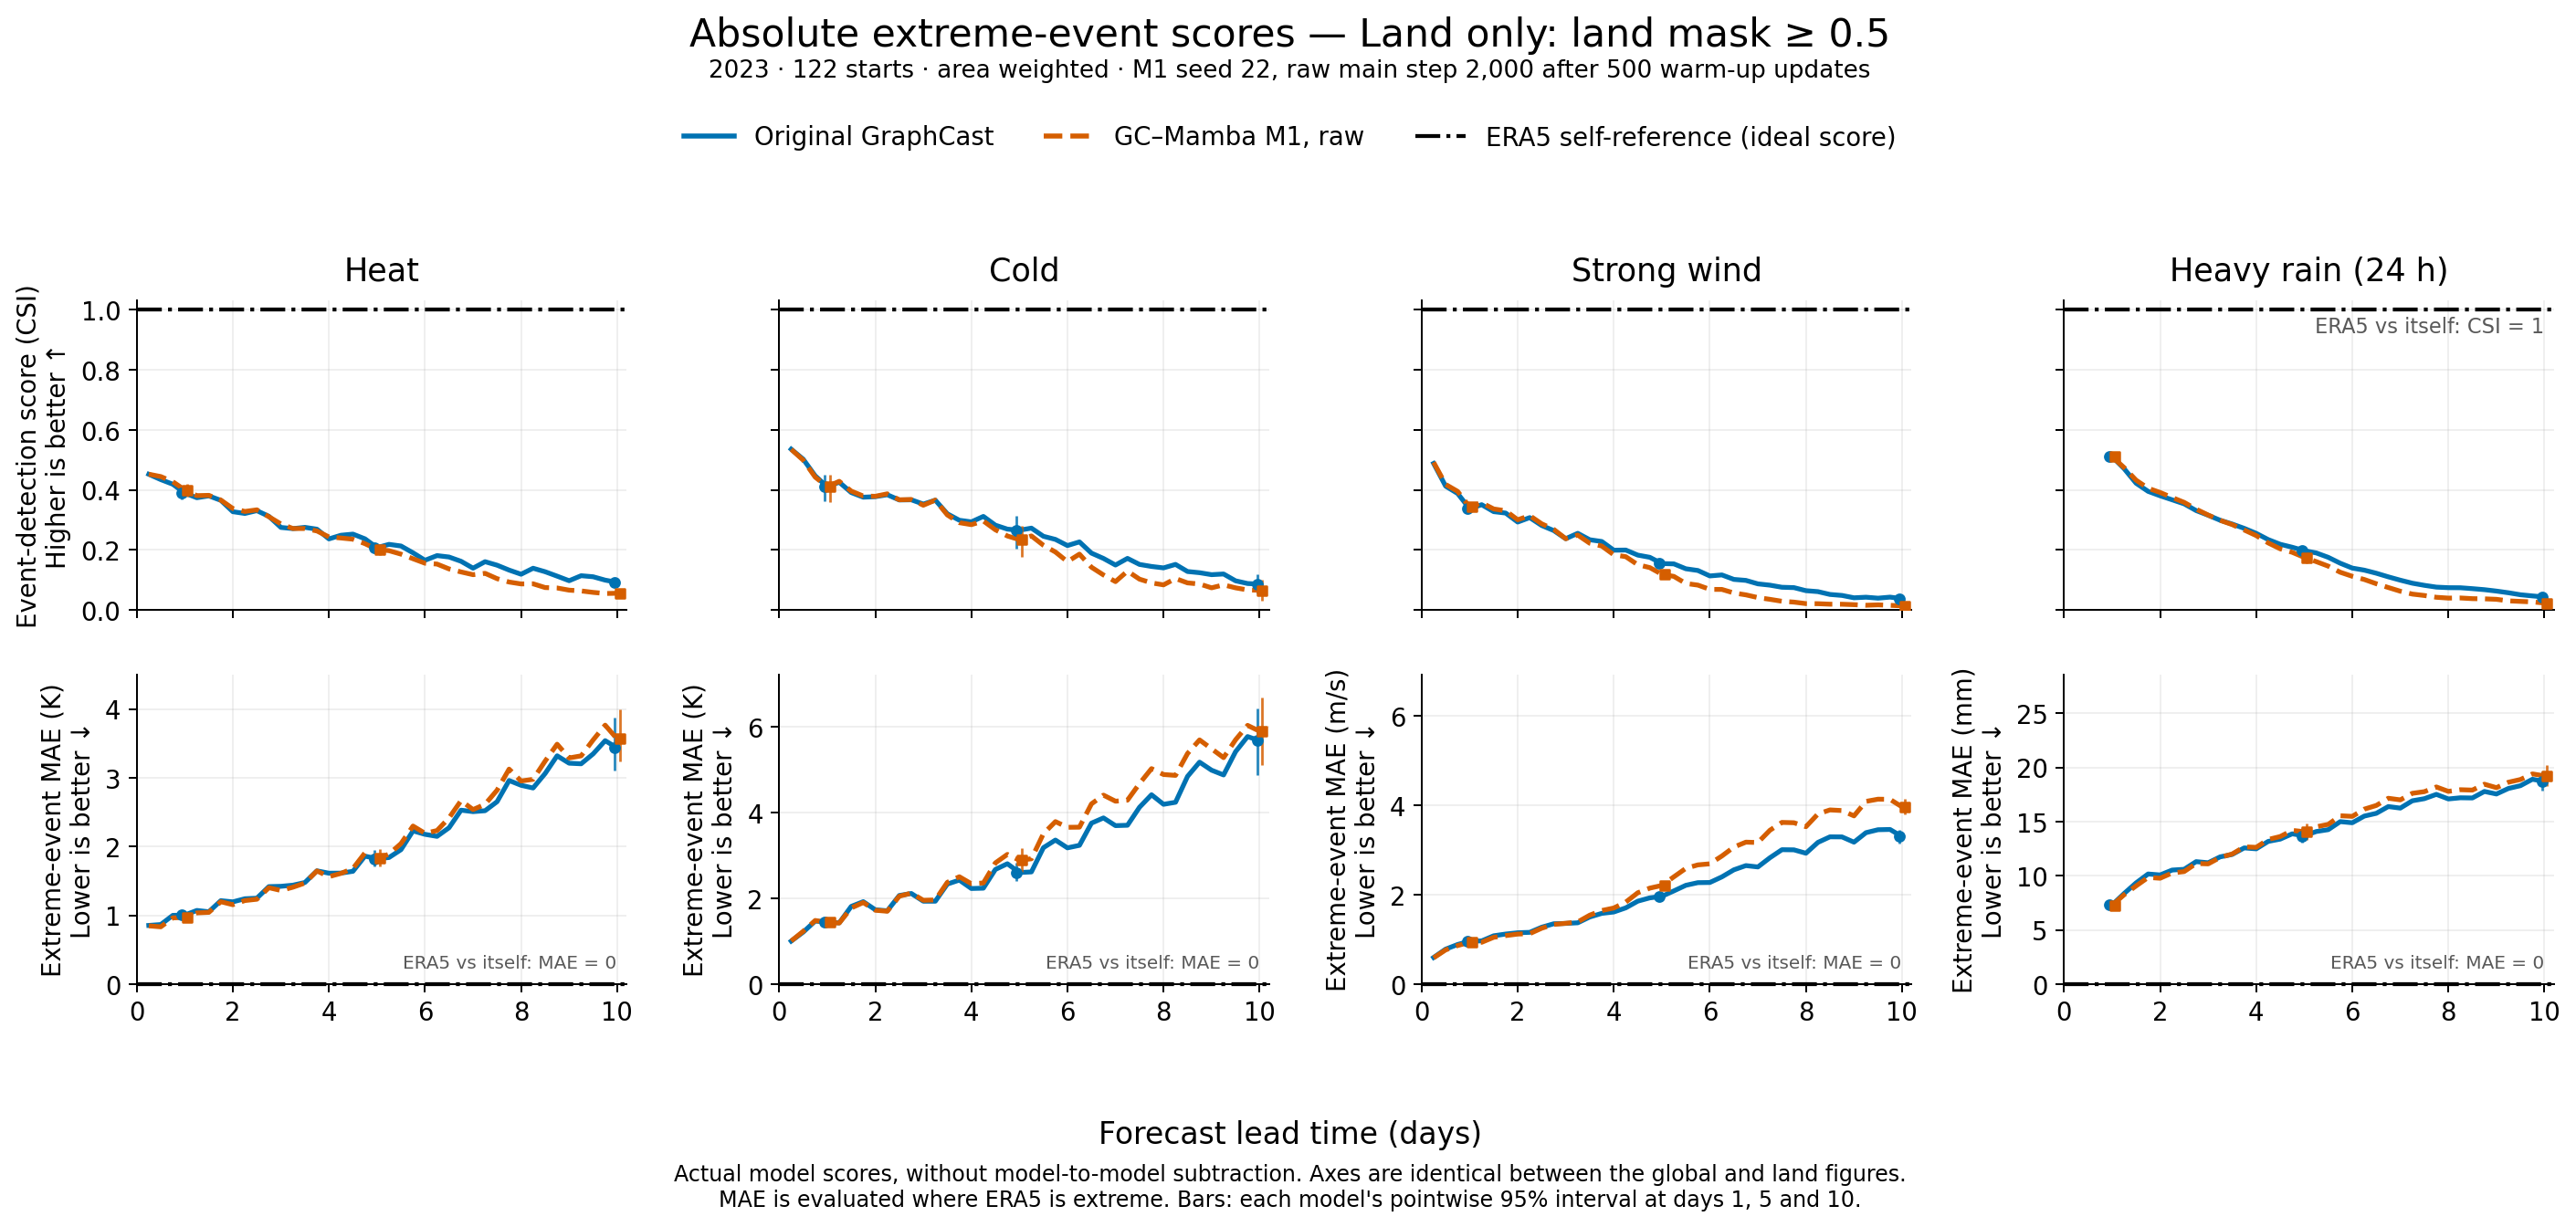 Absolute extreme-event scores — Land only: land mask ≥ 0.5
2023 · 122 starts · area weighted · M1 seed 22, raw main step 2,000 after 500 warm-up updates
Original GraphCast
GC–Mamba M1, raw
ERA5 self-reference (ideal score)
Heat
Cold
Strong wind
Heavy rain (24 h)
Event-detection score (CSI)
Higher is better ↑
1.0
0.8
0.6
0.4
0.2
0.0
ERA5 vs itself: CSI = 1
Extreme-event MAE (K)
Lower is better ↓
4
3
2
1
0
ERA5 vs itself: MAE = 0
0 2 4 6 8 10
Extreme-event MAE (K)
Lower is better ↓
6
4
2
0
ERA5 vs itself: MAE = 0
0 2 4 6 8 10
Extreme-event MAE (m/s)
Lower is better ↓
6
4
2
0
ERA5 vs itself: MAE = 0
0 2 4 6 8 10
Extreme-event MAE (mm)
Lower is better ↓
25
20
15
10
5
0
ERA5 vs itself: MAE = 0
0 2 4 6 8 10
Forecast lead time (days)
Actual model scores, without model-to-model subtraction. Axes are identical between the global and land figures.
MAE is evaluated where ERA5 is extreme. Bars: each model's pointwise 95% interval at days 1, 5 and 10.